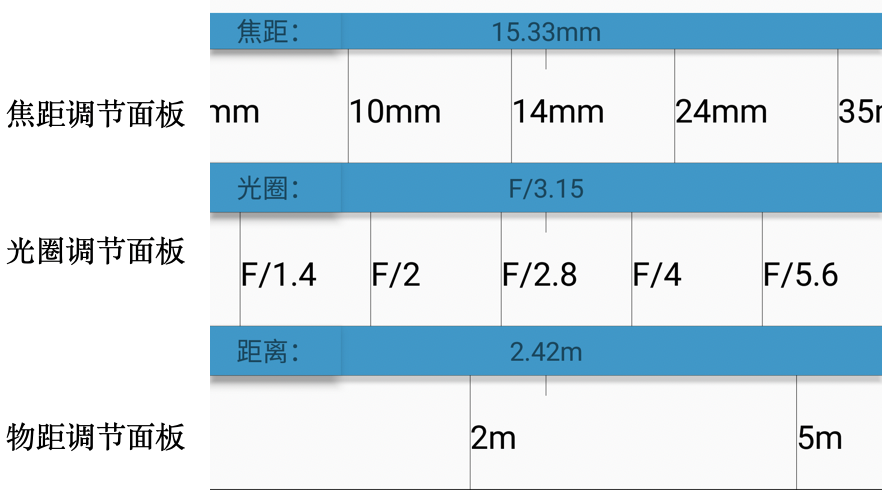 焦距： 15.33mm
焦距调节面板
mm 10mm 14mm 24mm 35m
光圈： F/3.15
光圈调节面板
F/1.4 F/2 F/2.8 F/4 F/5.6
距离： 2.42m
物距调节面板
2m 5m